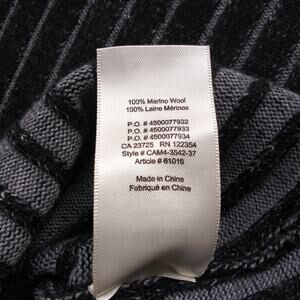 100% Merino Wool
100% Laine Mérinos
P.O. # 4500077932
P.O. # 4500077933
P.O. # 4500077934
CA 23725 RN 122354
Style # CAM4-3542-37
Article # 61016
Made in China
Fabriqué en Chine